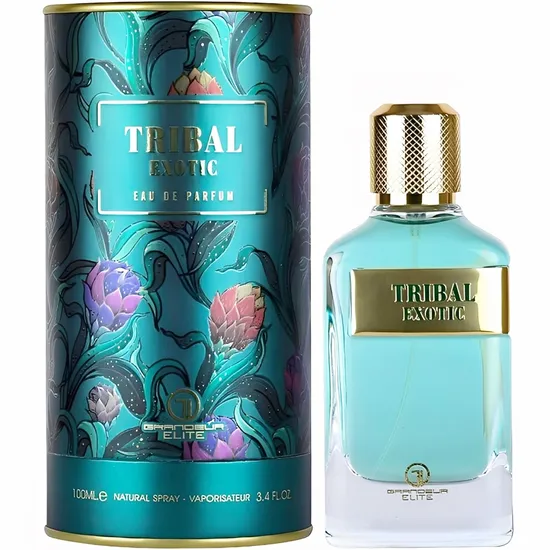 TRIBAL
EXOTIC
EAU DE PARFUM
GRANDEUR
ELITE
100ML e NATURAL SPRAY - VAPORISATEUR 3.4 FL.OZ.
TRIBAL
EXOTIC
GRANDEUR
ELITE